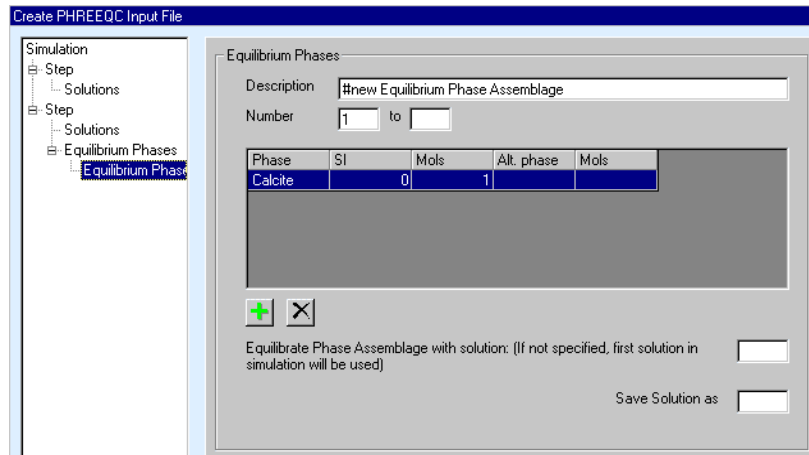 Create PHREEQC Input File
Simulation
Step
Solutions
Step
Solutions
Equilibrium Phases
Equilibrium Phase
Equilibrium Phases
Description #new Equilibrium Phase Assemblage
Number 1 to
Phase SI Mols Alt. phase Mols
Calcite 0 1
Equilibrate Phase Assemblage with solution: (If not specified, first solution in
simulation will be used)
Save Solution as